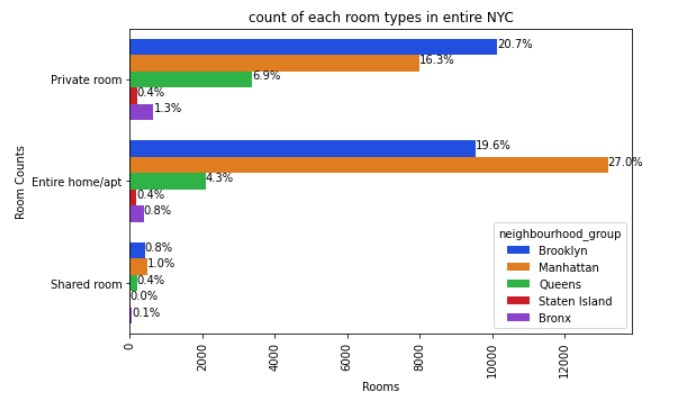 count of each room types in entire NYC
Room Counts
Private room
20.7%
16.3%
6.9%
0.4%
1.3%
Entire home/apt
19.6%
27.0%
4.3%
0.4%
0.8%
Shared room
0.8%
1.0%
0.4%
0.0%
0.1%
neighbourhood_group
Brooklyn
Manhattan
Queens
Staten Island
Bronx
0
2000
4000
6000
8000
10000
12000
Rooms